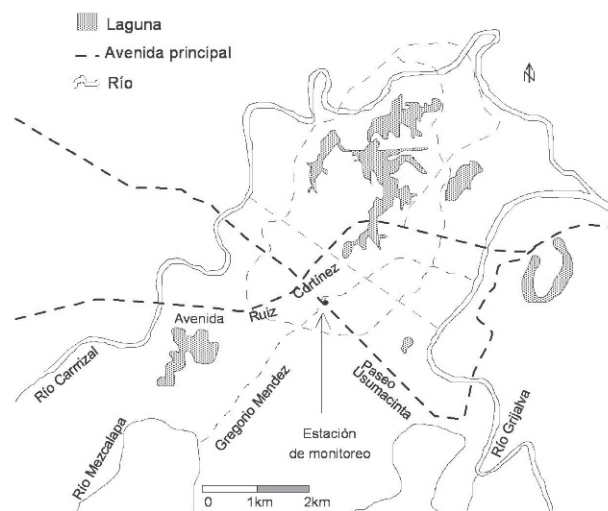 Laguna
Avenida principal
Río
N
Cortinez
Ruiz
Avenida
Río Carrrizal
Gregorio Mendez
Paseo
Usumacinta
Río Mezcalapa
Río Grijalva
Estación
de monitoreo
0 1km 2km